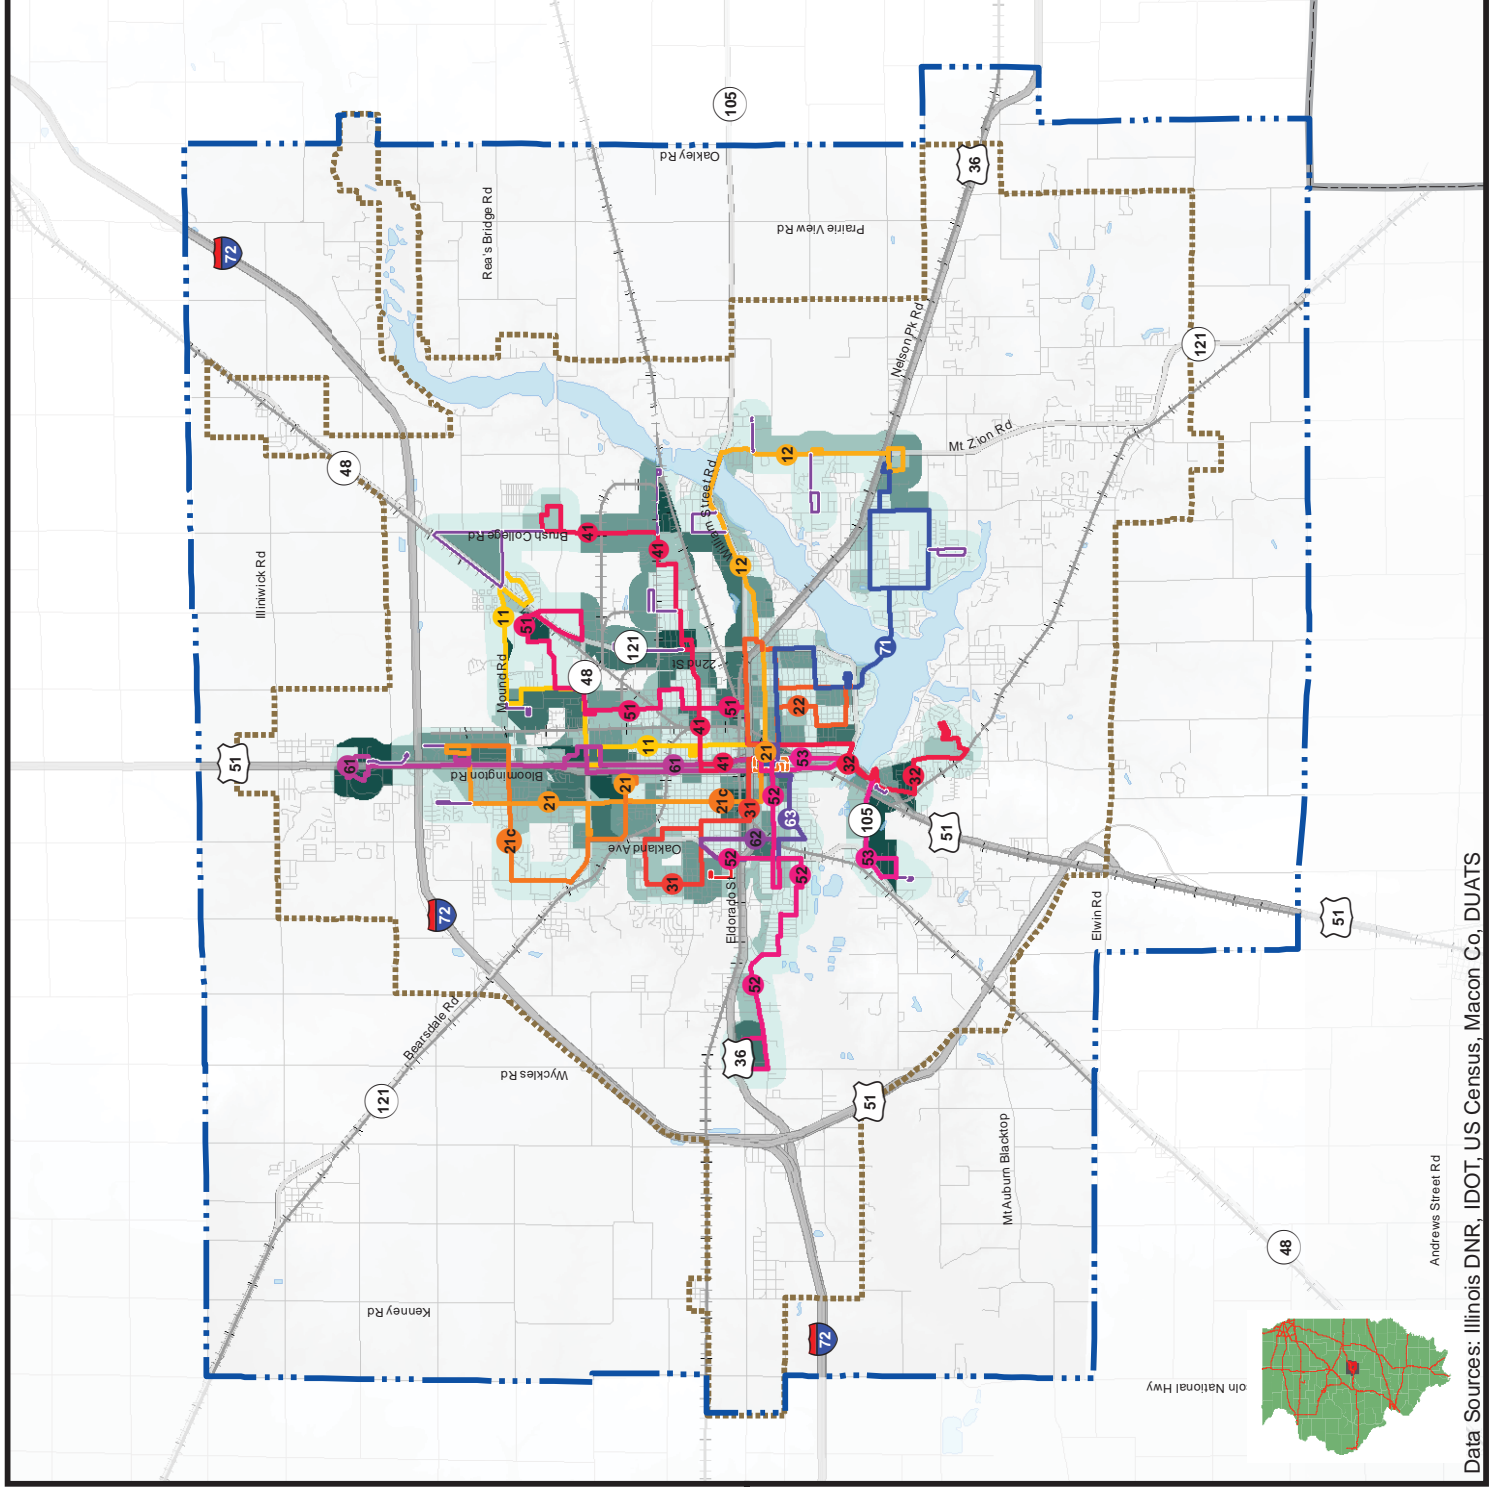 105
Oakley Rd
36
72
Rea's Bridge Rd
Prairie View Rd
Nelson Pk Rd
121
48
Mt Zion Rd
12
William Street Rd
Brush College Rd
41
41
12
Illiniwick Rd
11
51
121
71
22nd St
48
Mound Rd
51
51
22
41
11
21
51
61
Bloomington Rd
61
41
53
32
32
21
21
21c
31
52
63
105
51
21c
Oakland Ave
62
52
53
31
52
Eldorado St
72
51
Elwin Rd
52
Bearsdale Rd
36
Wyckles Rd
121
51
Mt Auburn Blacktop
Andrews Street Rd
48
Kenney Rd
72
oln National Hwy
Data Sources: Illinois DNR, IDOT, US Census, Macon Co, DUATS